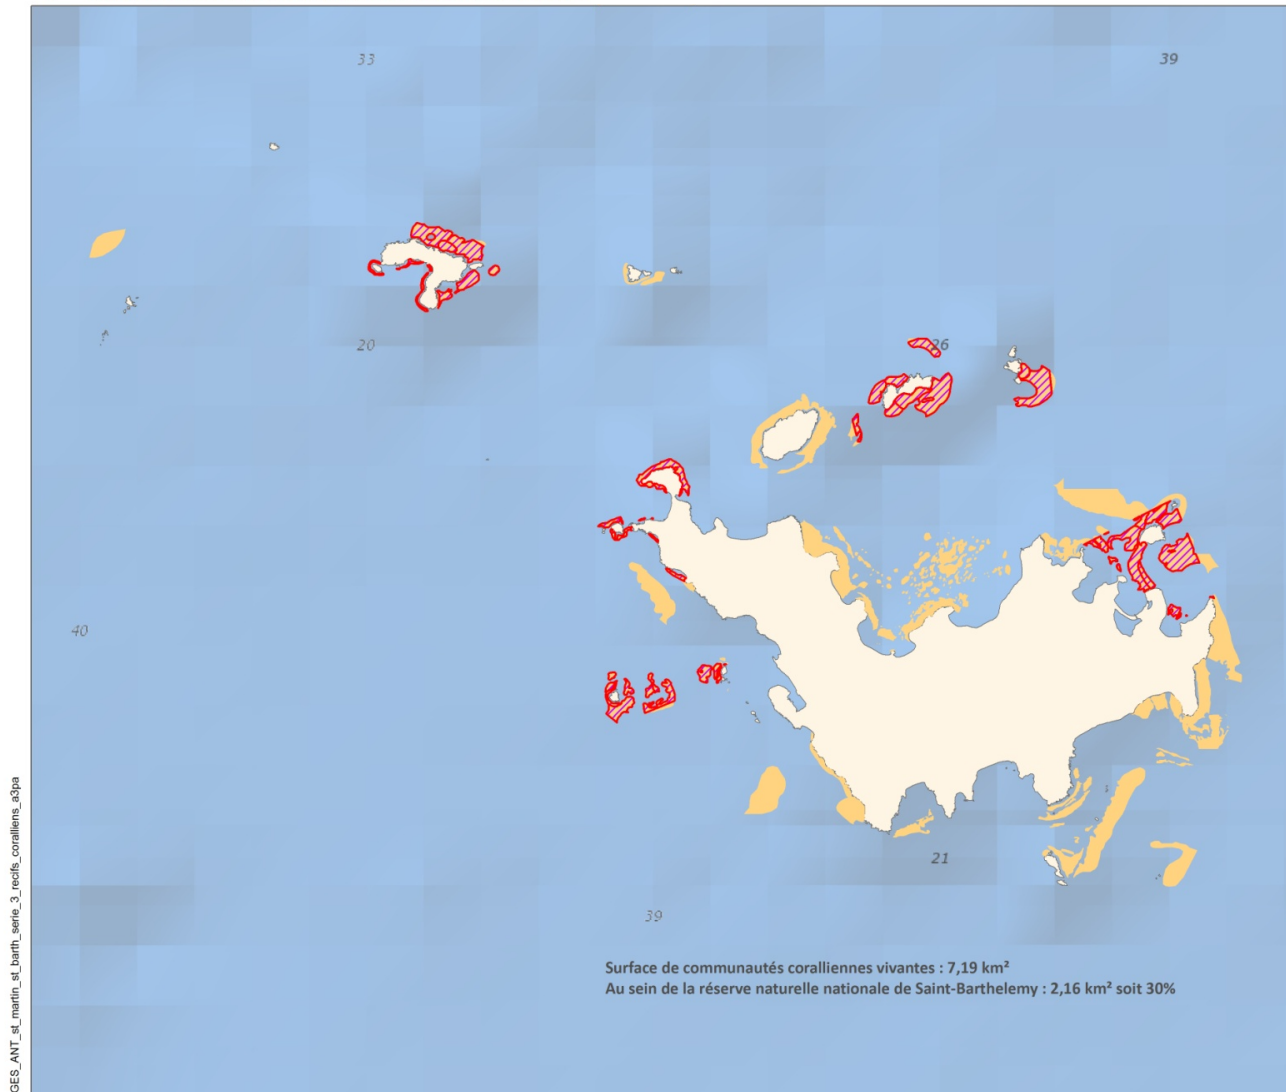 33
39
20
26
40
21
39
Surface de communautés coralliennes vivantes : 7,19 km²
Au sein de la réserve naturelle nationale de Saint-Barthelemy : 2,16 km² soit 30%
GES_ANT_st_martin_st_barth_serie_3_recifs_coralliens_a3pa